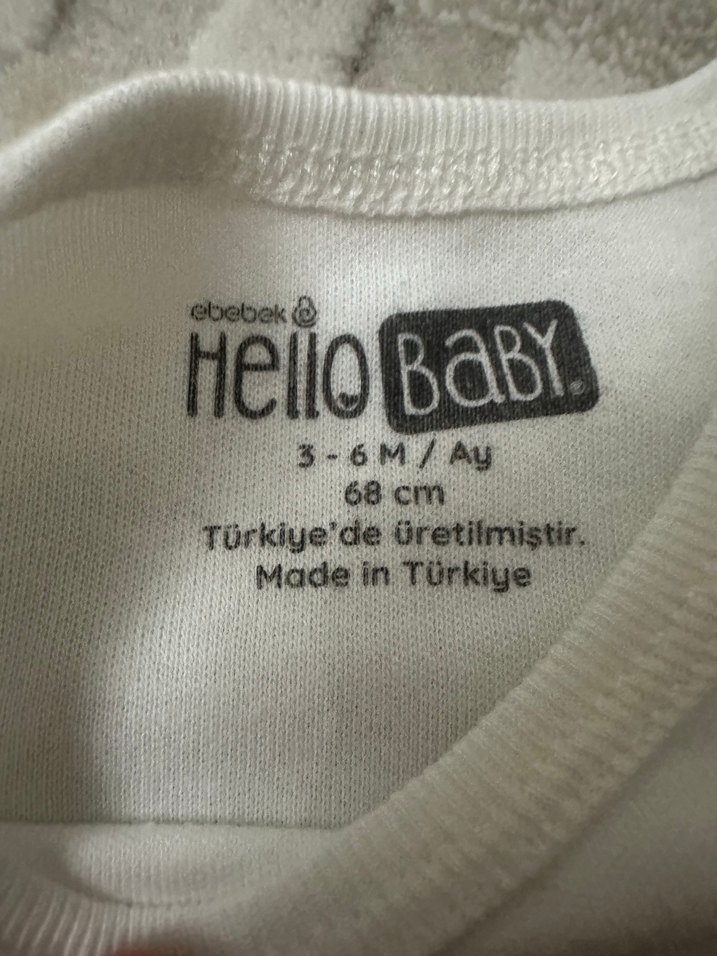 ebebek
Hello BaBY®
3 - 6 M / Ay
68 cm
Türkiye'de üretilmiştir.
Made in Türkiye